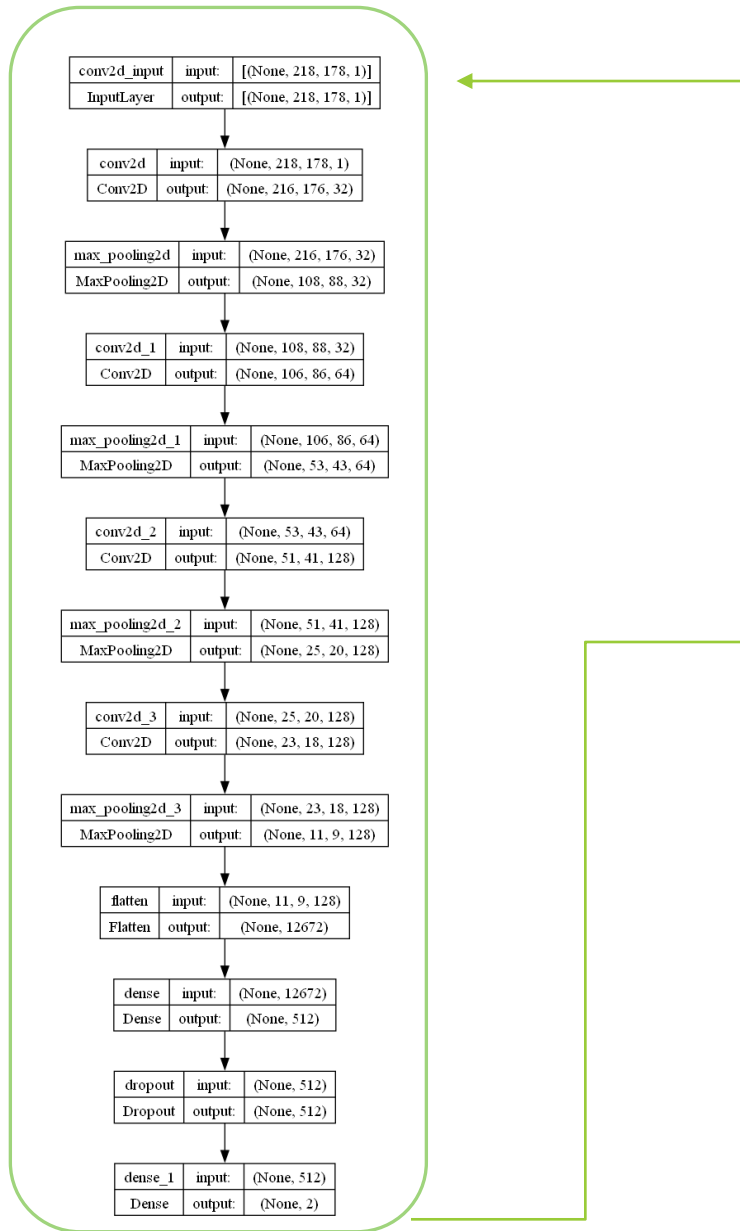 conv2d_input input: [(None, 218, 178, 1)]
InputLayer output: [(None, 218, 178, 1)]
conv2d input: (None, 218, 178, 1)
Conv2D output: (None, 216, 176, 32)
max_pooling2d input: (None, 216, 176, 32)
MaxPooling2D output: (None, 108, 88, 32)
conv2d_1 input: (None, 108, 88, 32)
Conv2D output: (None, 106, 86, 64)
max_pooling2d_1 input: (None, 106, 86, 64)
MaxPooling2D output: (None, 53, 43, 64)
conv2d_2 input: (None, 53, 43, 64)
Conv2D output: (None, 51, 41, 128)
max_pooling2d_2 input: (None, 51, 41, 128)
MaxPooling2D output: (None, 25, 20, 128)
conv2d_3 input: (None, 25, 20, 128)
Conv2D output: (None, 23, 18, 128)
max_pooling2d_3 input: (None, 23, 18, 128)
MaxPooling2D output: (None, 11, 9, 128)
flatten input: (None, 11, 9, 128)
Flatten output: (None, 12672)
dense input: (None, 12672)
Dense output: (None, 512)
dropout input: (None, 512)
Dropout output: (None, 512)
dense_1 input: (None, 512)
Dense output: (None, 2)